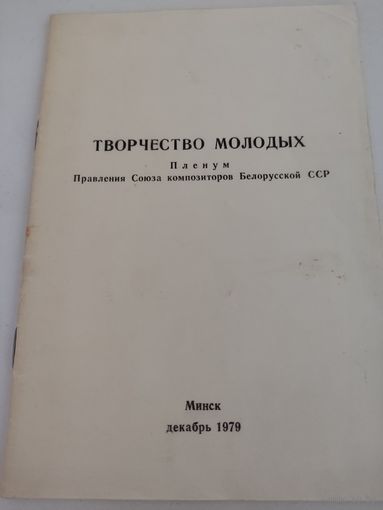 ТВОРЧЕСТВО МОЛОДЫХ
Пленум
Правления Союза композиторов Белорусской ССР
Минск
декабрь 1979